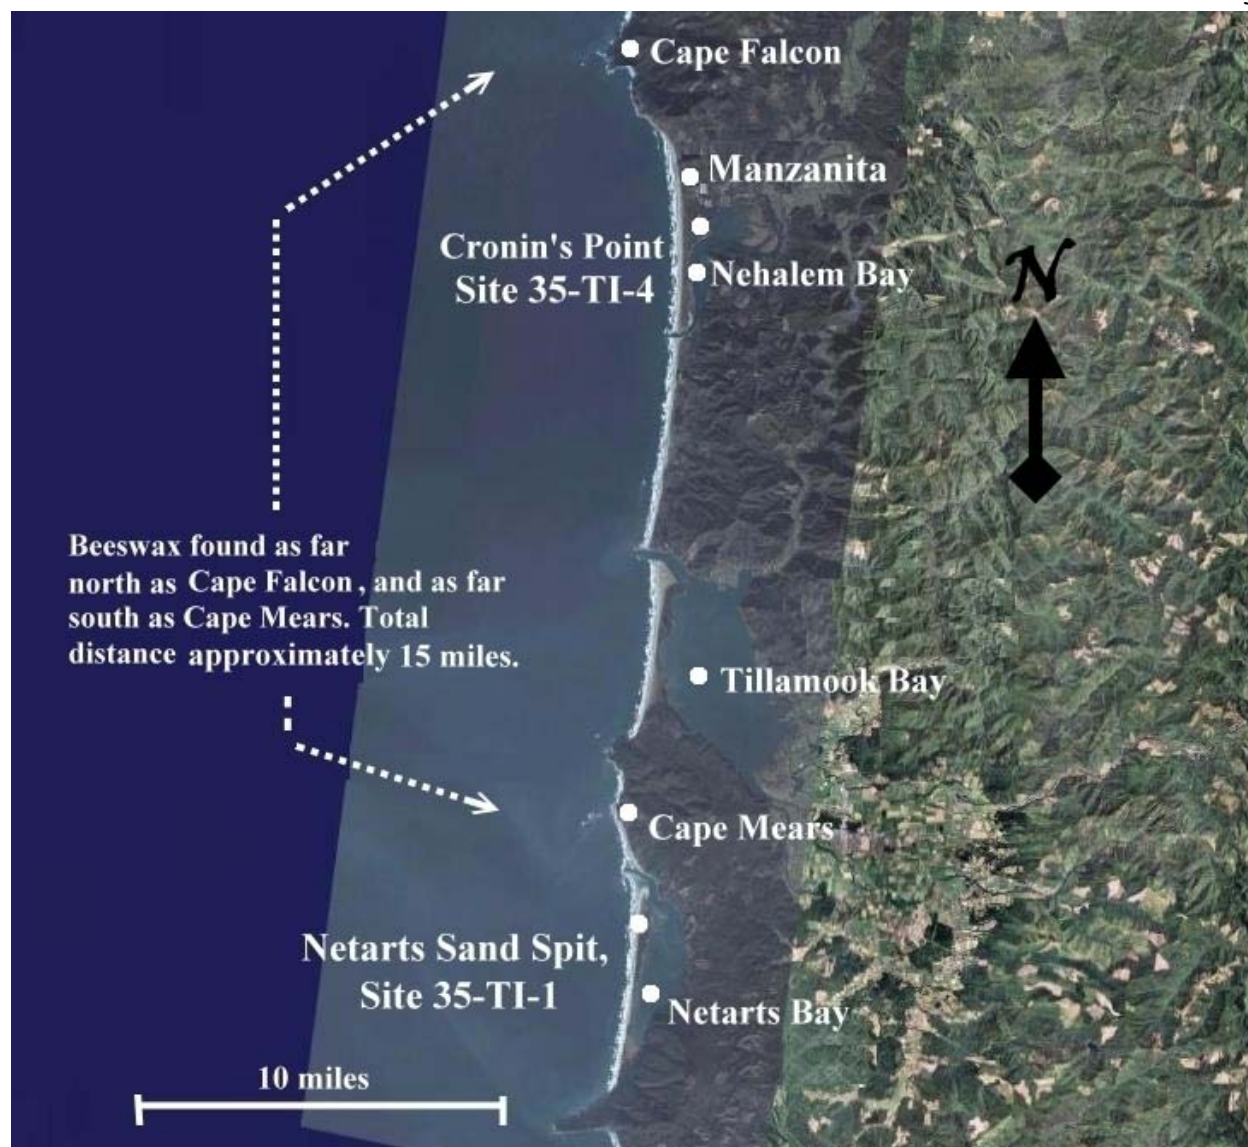 Cape Falcon
Manzanita
Cronin's Point
Site 35-TI-4
Nehalem Bay
N
Beeswax found as far
north as Cape Falcon, and as far
south as Cape Mears. Total
distance approximately 15 miles.
Tillamook Bay
Cape Mears
Netarts Sand Spit,
Site 35-TI-1
Netarts Bay
10 miles